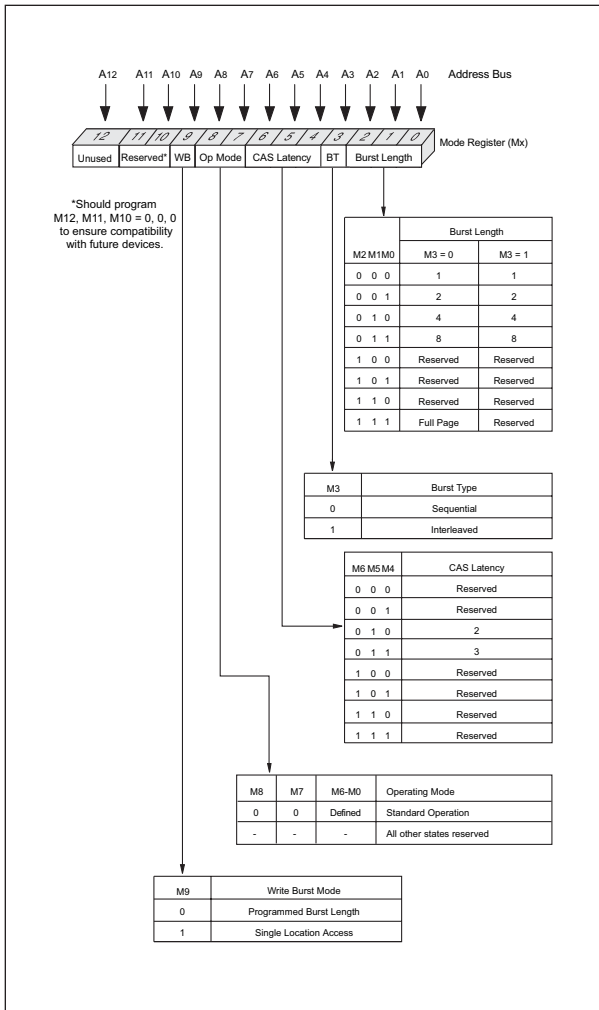 A12 A11 A10 A9 A8 A7 A6 A5 A4 A3 A2 A1 A0 Address Bus
12 11 10 9 8 7 6 5 4 3 2 1 0
Mode Register (Mx)
Unused Reserved* WB Op Mode CAS Latency BT Burst Length
*Should program
M12, M11, M10 = 0, 0, 0
to ensure compatibility
with future devices.
Burst Length
M2 M1 M0 M3 = 0 M3 = 1
0 0 0 1 1
0 0 1 2 2
0 1 0 4 4
0 1 1 8 8
1 0 0 Reserved Reserved
1 0 1 Reserved Reserved
1 1 0 Reserved Reserved
1 1 1 Full Page Reserved
M3 Burst Type
0 Sequential
1 Interleaved
M6 M5 M4 CAS Latency
0 0 0 Reserved
0 0 1 Reserved
0 1 0 2
0 1 1 3
1 0 0 Reserved
1 0 1 Reserved
1 1 0 Reserved
1 1 1 Reserved
M8 M7 M6-M0 Operating Mode
0 0 Defined Standard Operation
- - - All other states reserved
M9 Write Burst Mode
0 Programmed Burst Length
1 Single Location Access